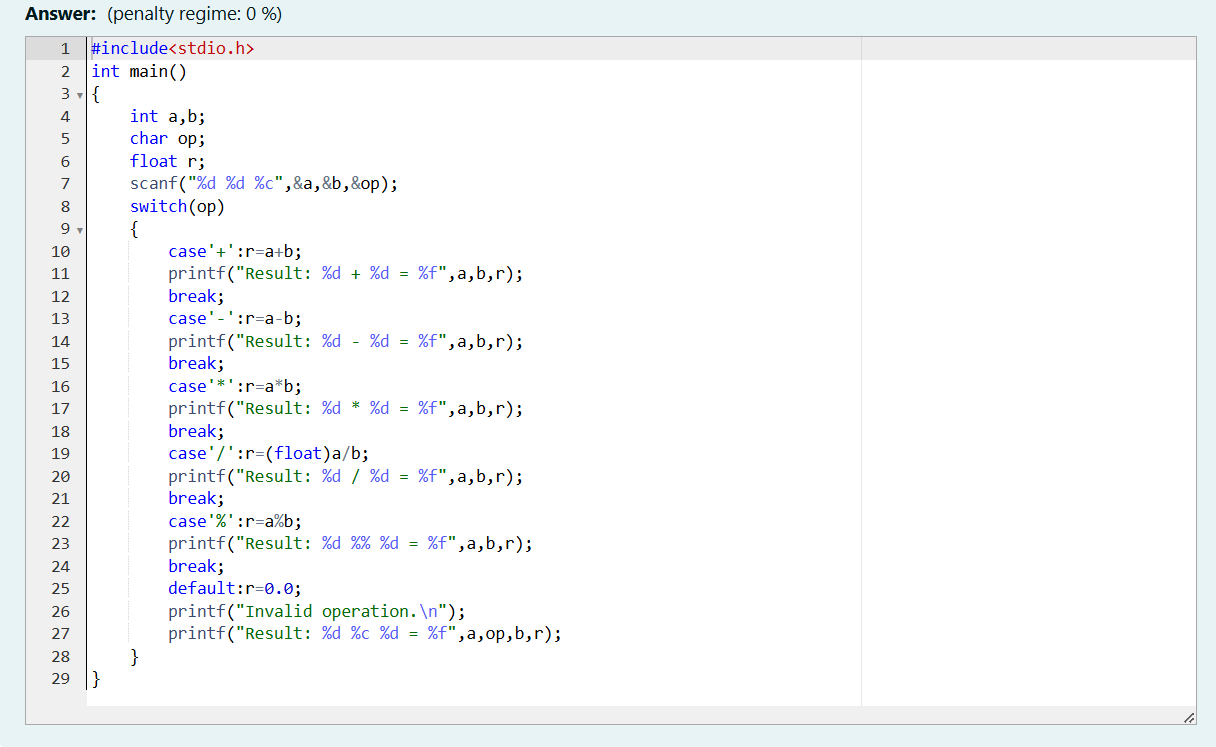 Answer: (penalty regime: 0 %)
1 #include<stdio.h>
2 int main()
3 {
4     int a,b;
5     char op;
6     float r;
7     scanf("%d %d %c",&a,&b,&op);
8     switch(op)
9     {
10         case'+':r=a+b;
11         printf("Result: %d + %d = %f",a,b,r);
12         break;
13         case'-':r=a-b;
14         printf("Result: %d - %d = %f",a,b,r);
15         break;
16         case'*':r=a*b;
17         printf("Result: %d * %d = %f",a,b,r);
18         break;
19         case'/':r=(float)a/b;
20         printf("Result: %d / %d = %f",a,b,r);
21         break;
22         case'%':r=a%b;
23         printf("Result: %d %% %d = %f",a,b,r);
24         break;
25         default:r=0.0;
26         printf("Invalid operation.\n");
27         printf("Result: %d %c %d = %f",a,op,b,r);
28     }
29 }